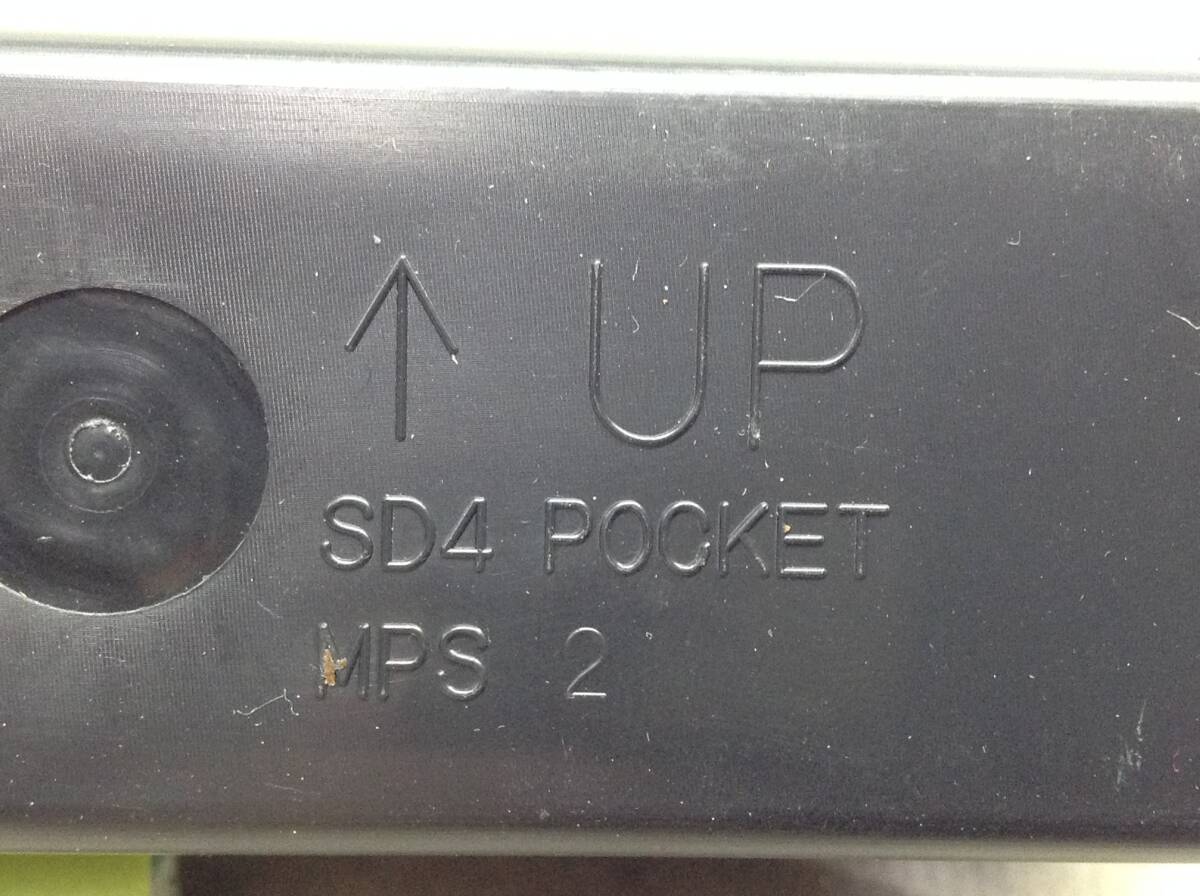 ↑ UP
SD4 POCKET
MPS 2